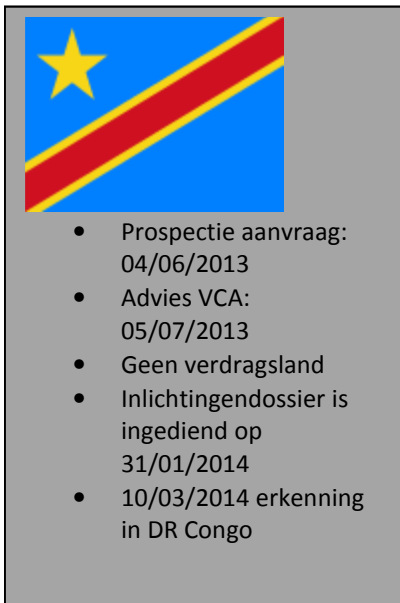 • Prospectie aanvraag:
04/06/2013
• Advies VCA:
05/07/2013
• Geen verdragsland
• Inlichtingendossier is
ingediend op
31/01/2014
• 10/03/2014 erkenning
in DR Congo